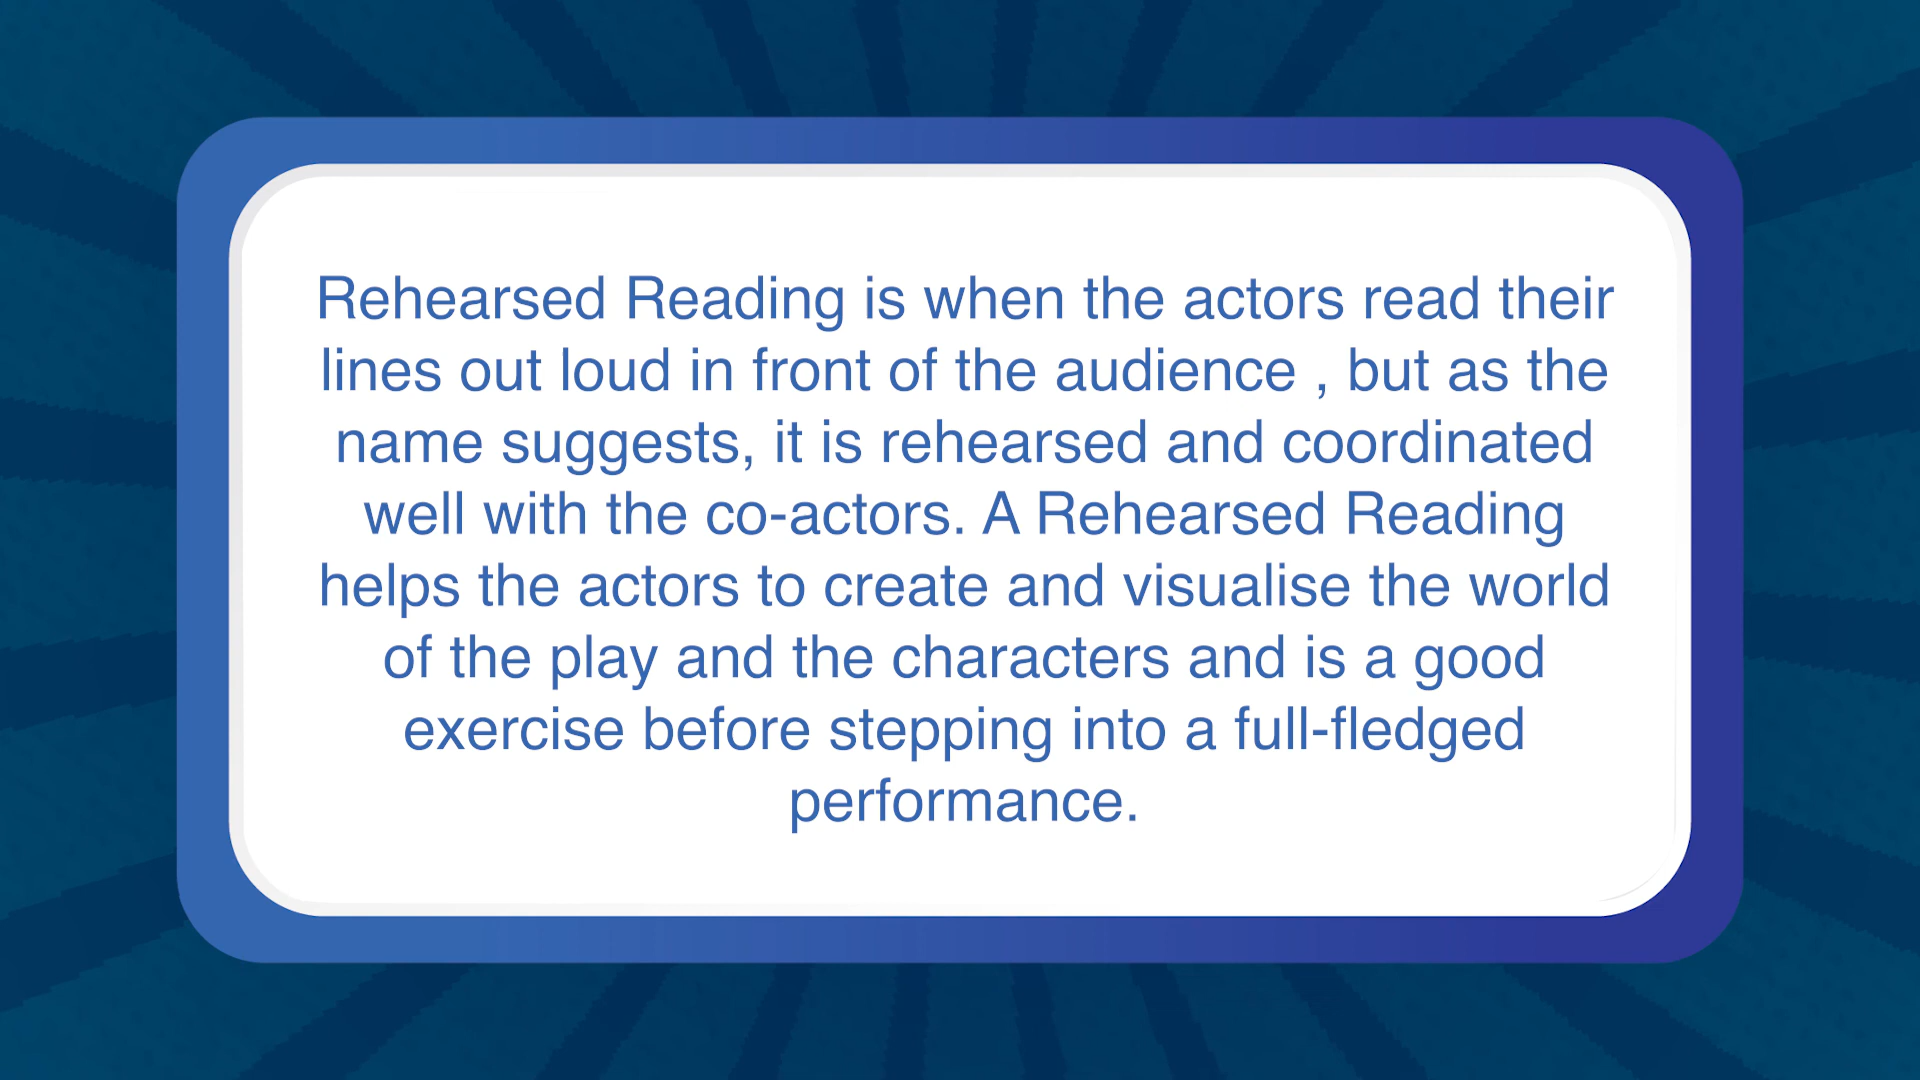 Rehearsed Reading is when the actors read their
lines out loud in front of the audience , but as the
name suggests, it is rehearsed and coordinated
well with the co-actors. A Rehearsed Reading
helps the actors to create and visualise the world
of the play and the characters and is a good
exercise before stepping into a full-fledged
performance.